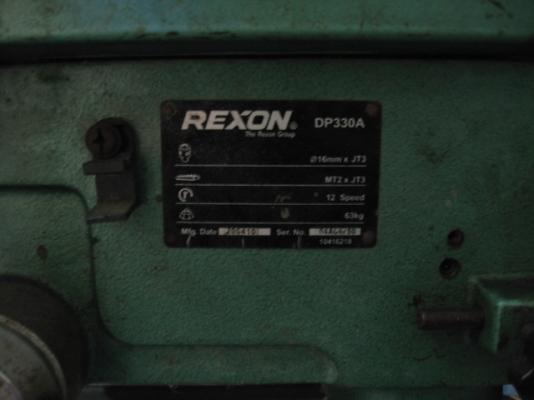 REXON® DP330A
The Rexon Group
Ø16mm x JT3
MT2 x JT3
12 Speed
63kg
Mfg. Date Ser. No.
10416218